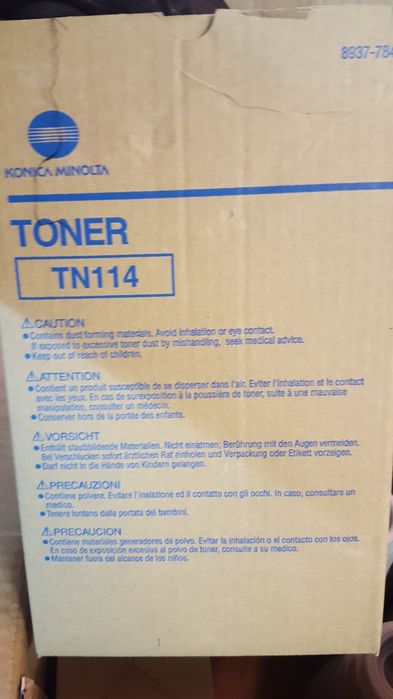 8937-784
KONICA MINOLTA
TONER
TN114
⚠CAUTION
●Contains dust forming materials. Avoid inhalation or eye contact.
If exposed to excessive toner dust by mishandling, seek medical advice.
●Keep out of reach of children.
⚠ATTENTION
●Contient un produit susceptible de se disperser dans l'air. Eviter l'inhalation et le contact
avec les yeux. En cas de surexposition à la poussière de toner, suite à une mauvaise
manipulation, consulter un médecin.
●Conserver hors de la portée des enfants.
⚠VORSICHT
●Enthält staubbildende Materialien. Nicht einatmen; Berührung mit den Augen vermeiden.
Bei Verschlucken sofort ärztlichen Rat einholen und Verpackung oder Etikett vorzeigen.
●Darf nicht in die Hände von Kindern gelangen.
⚠PRECAUZIONI
●Contiene polvere. Evitare l'inalazione ed il contatto con gli occhi. In caso, consultare un
medico.
●Tenere lontano dalla portata dei bambini.
⚠PRECAUCION
●Contiene materiales generadores de polvo. Evitar la inhalación o el contacto con los ojos.
En caso de exposición excesiva al polvo de toner, consulte a su medico.
●Mantener fuera del alcance de los niños.